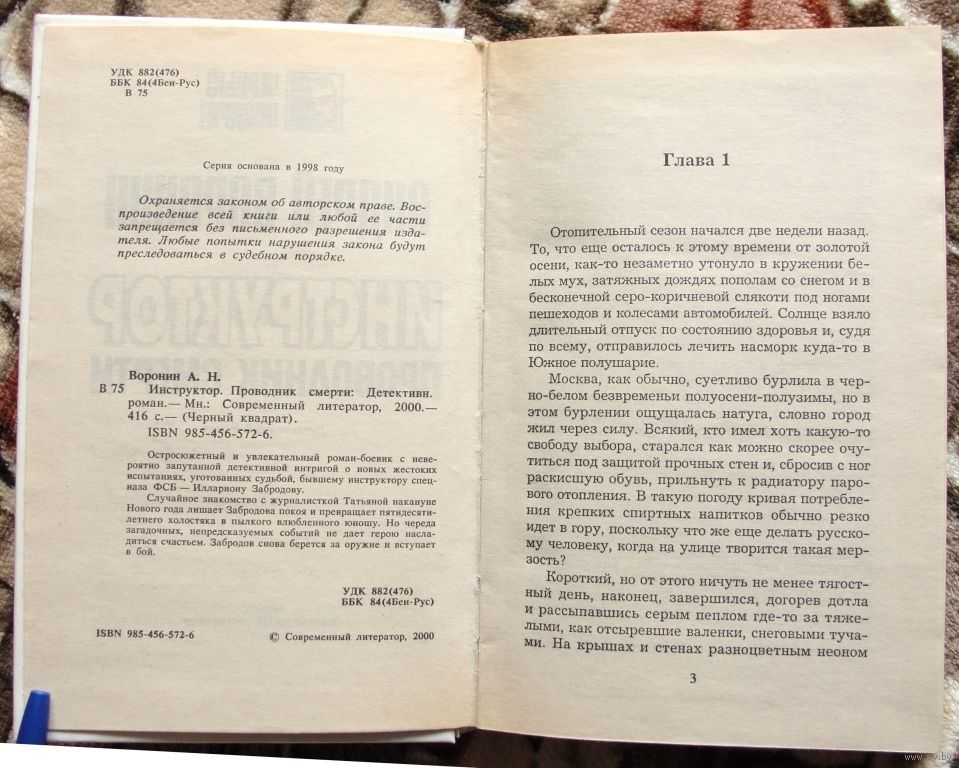 УДК 882(476)
ББК 84(4Беи-Рус)
В 75
Серия основана в 1998 году
Охраняется законом об авторском праве. Вос-
произведение всей книги или любой ее части
запрещается без письменного разрешения изда-
теля. Любые попытки нарушения закона будут
преследоваться в судебном порядке.
Воронин А. Н.
В 75 Инструктор. Проводник смерти: Детективн.
роман.— Мн.: Современный литератор, 2000.—
416 с.— (Черный квадрат).
ISBN 985-456-572-6.
Остросюжетный и увлекательный роман-боевик с неве-
роятно запутанной детективной интригой о новых жестоких
испытаниях, уготованных судьбой, бывшему инструктору спец-
наза ФСБ — Иллариону Забродову.
Случайное знакомство с журналисткой Татьяной накануне
Нового года лишает Забродова покоя и превращает пятидесяти-
летнего холостяка в пылкого влюбленного юношу. Но череда
загадочных, непредсказуемых событий не дает герою насла-
диться счастьем. Забродов снова берется за оружие и вступает
в бой.
УДК 882(476)
ББК 84(4Беи-Рус)
ISBN 985-456-572-6
© Современный литератор, 2000
Глава 1
Отопительный сезон начался две недели назад.
То, что еще осталось к этому времени от золотой
осени, как-то незаметно утонуло в кружении бе-
лых мух, затяжных дождях пополам со снегом и в
бесконечной серо-коричневой слякоти под ногами
пешеходов и колесами автомобилей. Солнце взяло
длительный отпуск по состоянию здоровья и, судя
по всему, отправилось лечить насморк куда-то в
Южное полушарие.
Москва, как обычно, суетливо бурлила в чер-
но-белом безвременьи полуосени-полузимы, но в
этом бурлении ощущалась натуга, словно город
жил через силу. Всякий, кто имел хоть какую-то
свободу выбора, старался как можно скорее очу-
титься под защитой прочных стен и, сбросив с ног
раскисшую обувь, прильнуть к радиатору паро-
вого отопления. В такую погоду кривая потребле-
ния крепких спиртных напитков обычно резко
идет в гору, поскольку что же еще делать русско-
му человеку, когда на улице творится такая мер-
зость?
Короткий, но от этого ничуть не менее тягост-
ный день, наконец, завершился, догорев дотла
и рассыпавшись серым пеплом где-то за тяже-
лыми, как отсыревшие валенки, снеговыми туча-
ми. На крышах и стенах разноцветным неоном
3